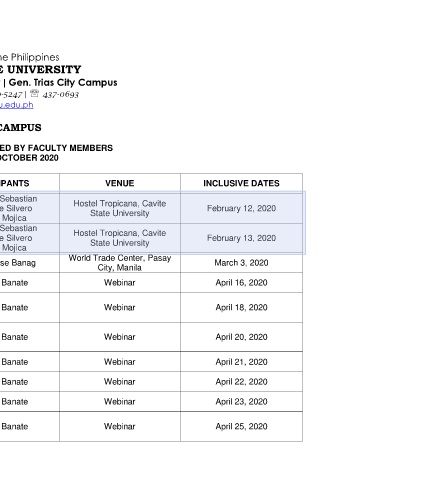 he Philippines
E UNIVERSITY
| Gen. Trias City Campus
-5247 | ☏ 437-0693
u.edu.ph
CAMPUS
ED BY FACULTY MEMBERS
OCTOBER 2020
IPANTS VENUE INCLUSIVE DATES
Sebastian
e Silvero
Mojica
Hostel Tropicana, Cavite
State University
February 12, 2020
Sebastian
e Silvero
Mojica
Hostel Tropicana, Cavite
State University
February 13, 2020
se Banag
World Trade Center, Pasay
City, Manila
March 3, 2020
Banate Webinar April 16, 2020
Banate Webinar April 18, 2020
Banate Webinar April 20, 2020
Banate Webinar April 21, 2020
Banate Webinar April 22, 2020
Banate Webinar April 23, 2020
Banate Webinar April 25, 2020